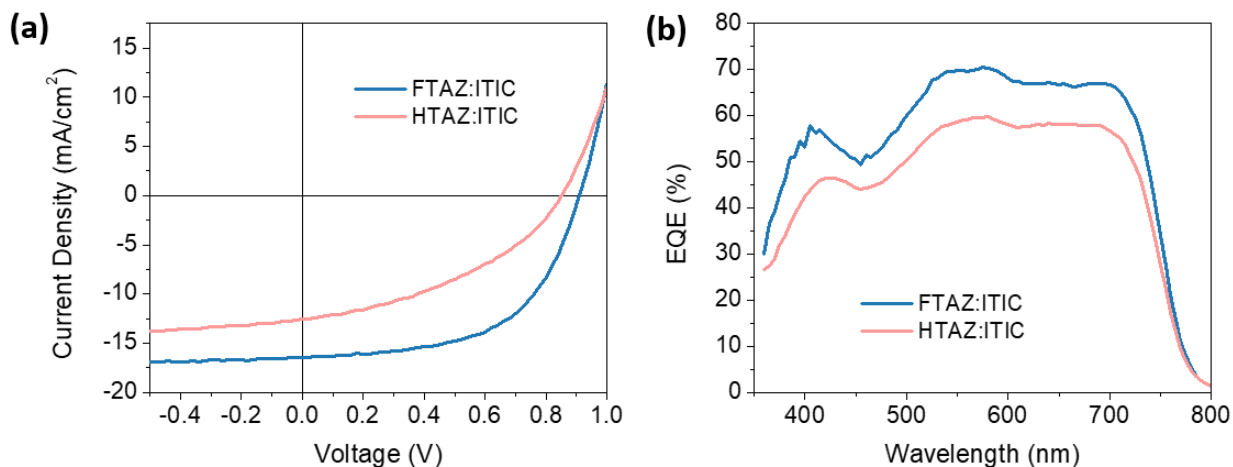 (a)
Current Density (mA/cm²)
15
10
5
0
-5
-10
-15
-20
FTAZ:ITIC
HTAZ:ITIC
-0.4 -0.2 0.0 0.2 0.4 0.6 0.8 1.0
Voltage (V)
(b)
EQE (%)
80
70
60
50
40
30
20
10
0
FTAZ:ITIC
HTAZ:ITIC
400 500 600 700 800
Wavelength (nm)